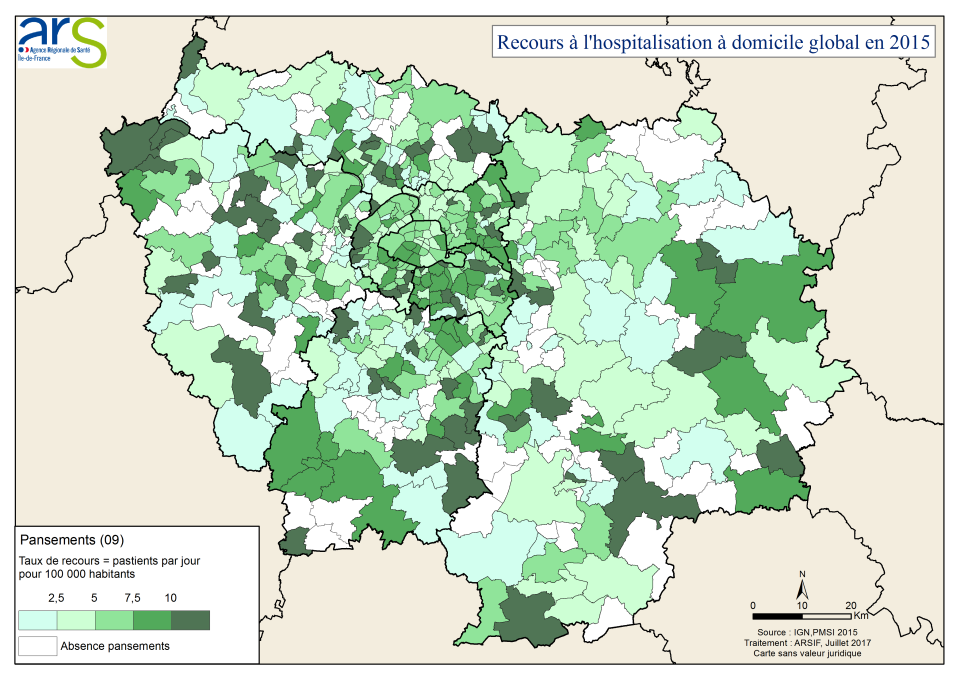 ars
Agence Régionale de Santé
Île-de-France
Recours à l'hospitalisation à domicile global en 2015
Pansements (09)
Taux de recours = pastients par jour
pour 100 000 habitants
2,5 5 7,5 10
Absence pansements
N
0 10 20
Km
Source : IGN,PMSI 2015
Traitement : ARSIF, Juillet 2017
Carte sans valeur juridique